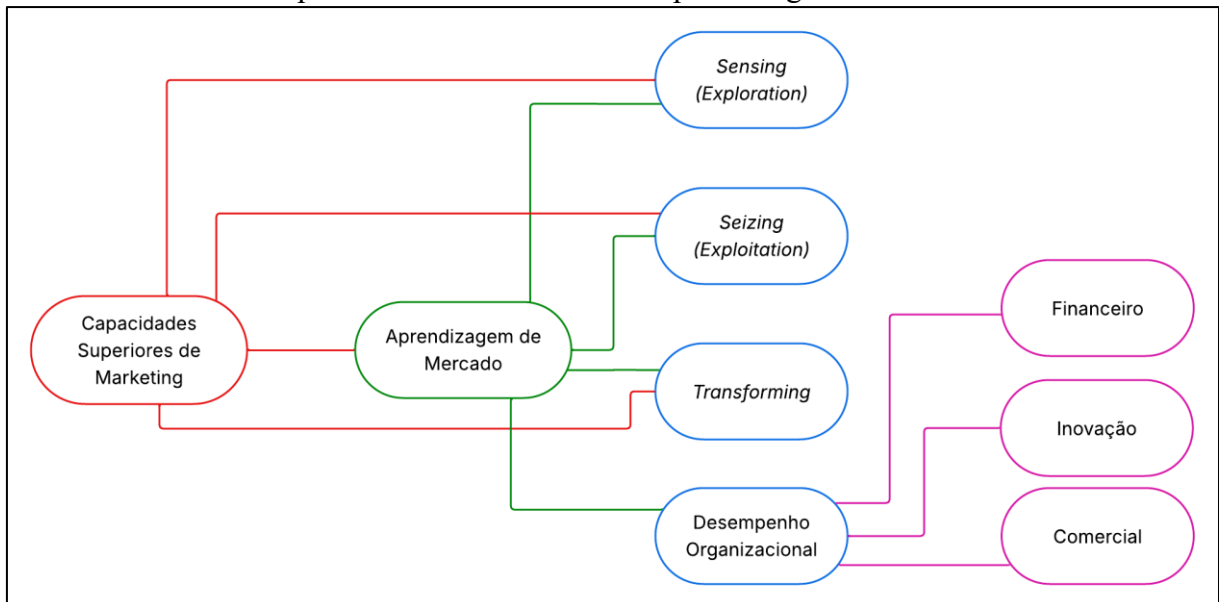 Sensing
(Exploration)
Seizing
(Exploitation)
Capacidades
Superiores de
Marketing
Aprendizagem de
Mercado
Transforming
Desempenho
Organizacional
Financeiro
Inovação
Comercial